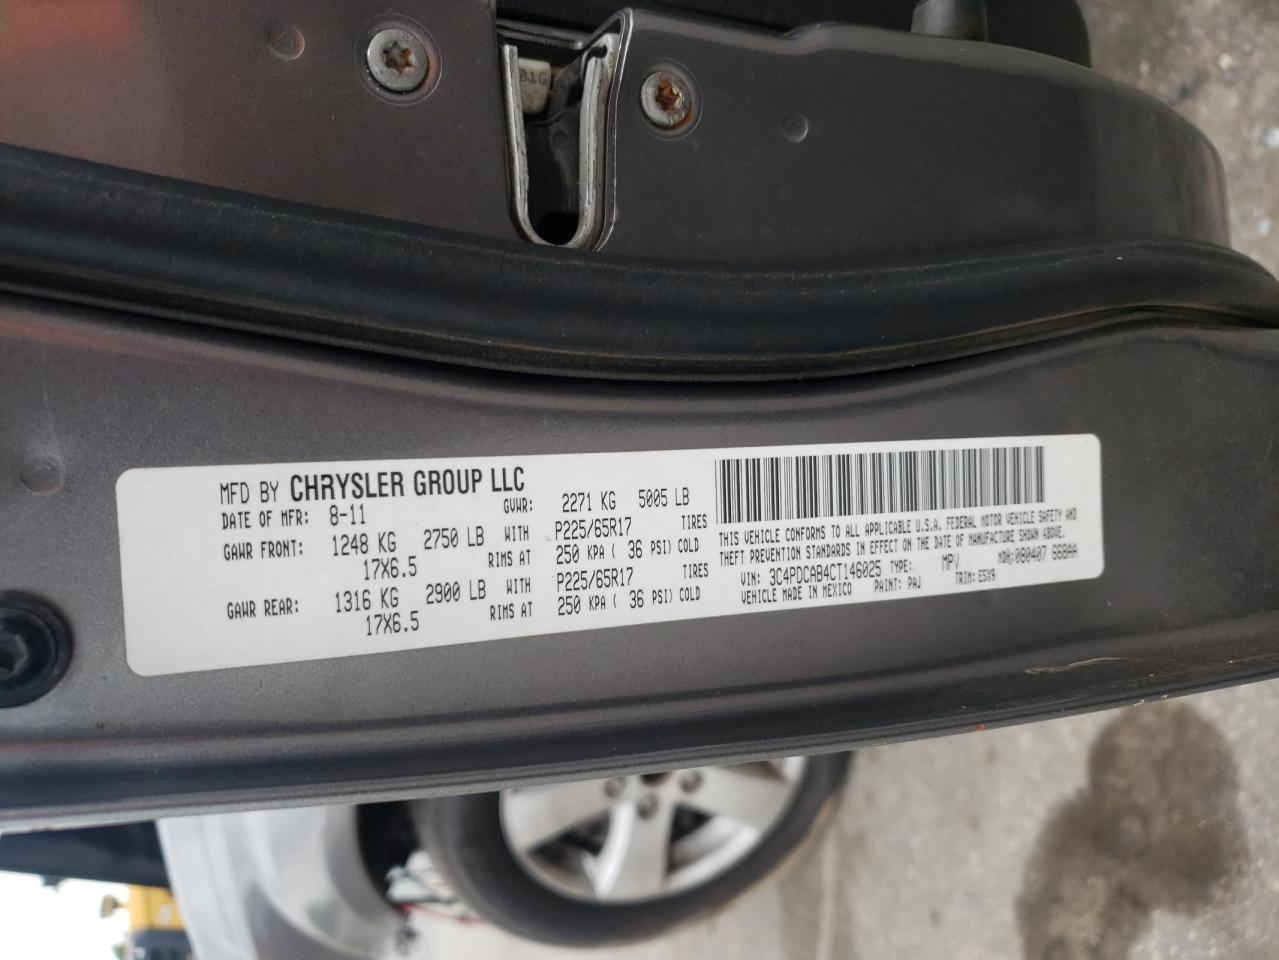 B1G
MFD BY CHRYSLER GROUP LLC
DATE OF MFR: 8-11 GVWR: 2271 KG 5005 LB
GAWR FRONT: 1248 KG 2750 LB WITH P225/65R17 TIRES
17X6.5 RIMS AT 250 KPA ( 36 PSI) COLD
GAWR REAR: 1316 KG 2900 LB WITH P225/65R17 TIRES
17X6.5 RIMS AT 250 KPA ( 36 PSI) COLD
THIS VEHICLE CONFORMS TO ALL APPLICABLE U.S.A. FEDERAL MOTOR VEHICLE SAFETY AND
THEFT PREVENTION STANDARDS IN EFFECT ON THE DATE OF MANUFACTURE SHOWN ABOVE.
VIN: 3C4PDCAB4CT146025 TYPE: MPV MDH: 080407 668AA
VEHICLE MADE IN MEXICO PAINT: PAJ TRIM: E5X9